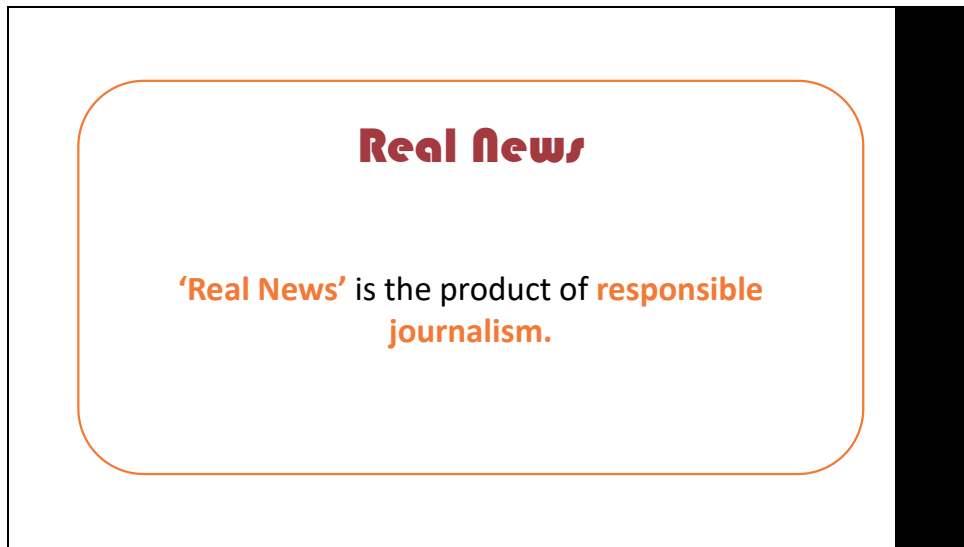 Real News
‘Real News’ is the product of responsible
journalism.